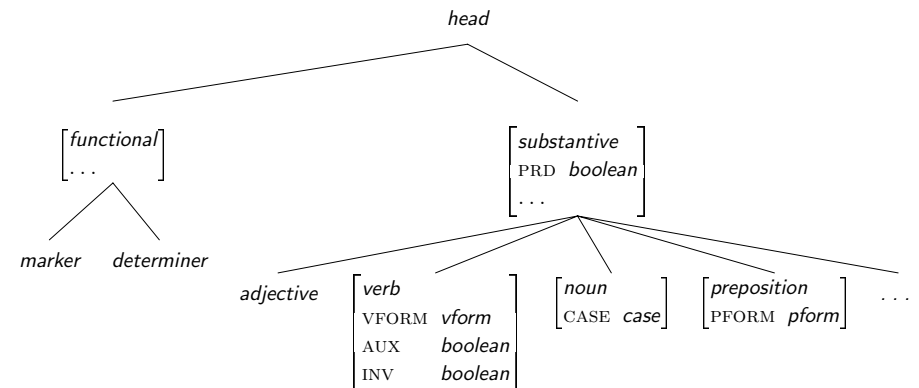 head
functional
. . .
substantive
PRD boolean
. . .
marker determiner
adjective
verb
VFORM vform
AUX boolean
INV boolean
noun
CASE case
preposition
PFORM pform
. . .